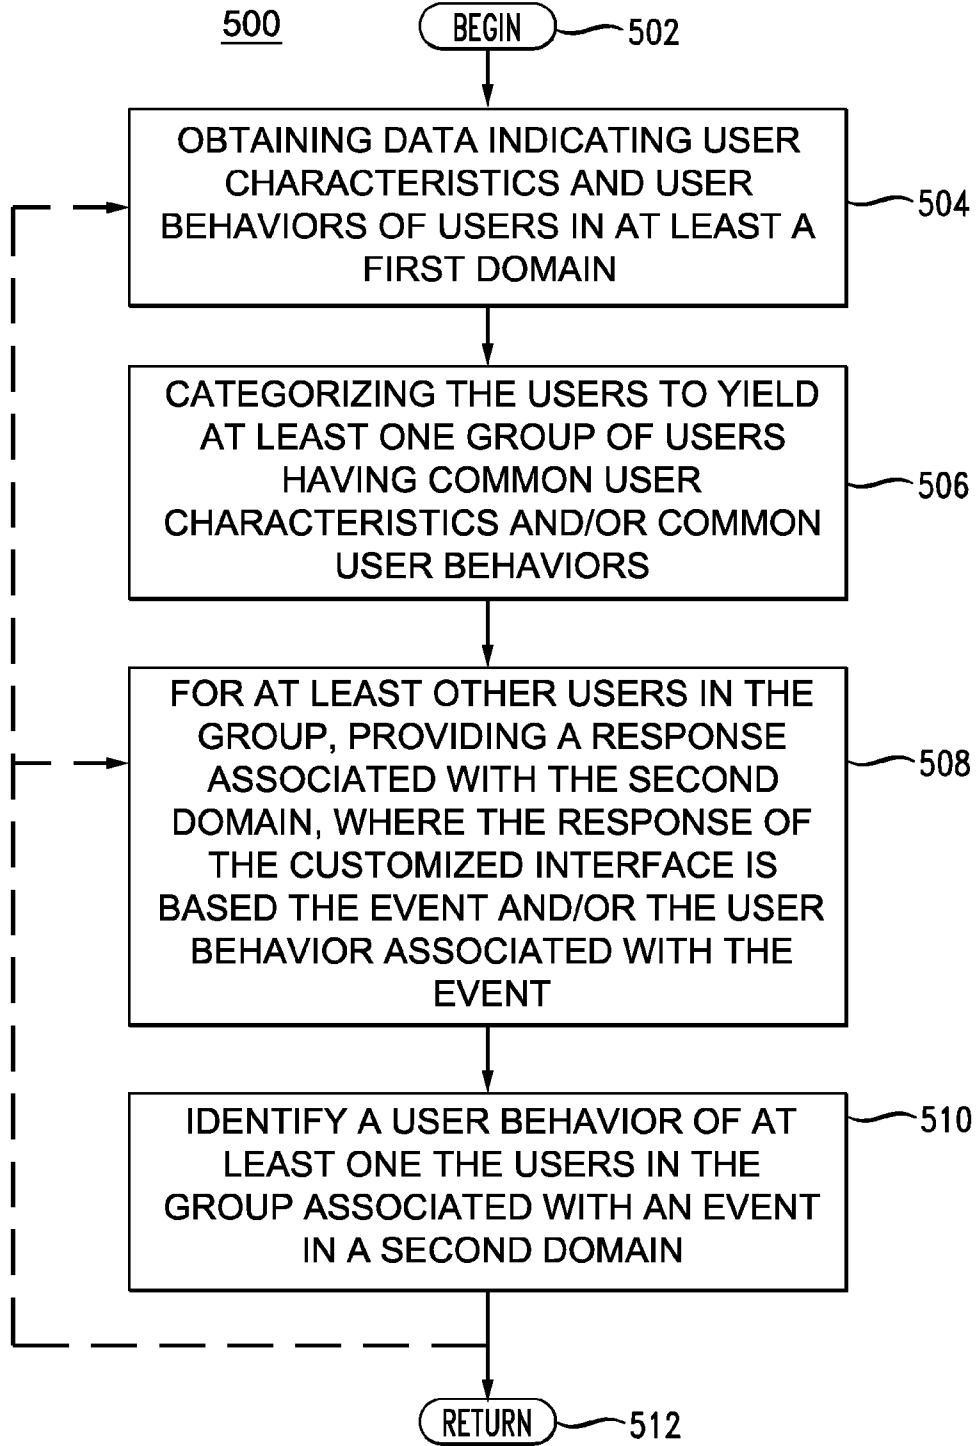 500
BEGIN
502
OBTAINING DATA INDICATING USER
CHARACTERISTICS AND USER
BEHAVIORS OF USERS IN AT LEAST A
FIRST DOMAIN
504
CATEGORIZING THE USERS TO YIELD
AT LEAST ONE GROUP OF USERS
HAVING COMMON USER
CHARACTERISTICS AND/OR COMMON
USER BEHAVIORS
506
FOR AT LEAST OTHER USERS IN THE
GROUP, PROVIDING A RESPONSE
ASSOCIATED WITH THE SECOND
DOMAIN, WHERE THE RESPONSE OF
THE CUSTOMIZED INTERFACE IS
BASED THE EVENT AND/OR THE USER
BEHAVIOR ASSOCIATED WITH THE
EVENT
508
IDENTIFY A USER BEHAVIOR OF AT
LEAST ONE THE USERS IN THE
GROUP ASSOCIATED WITH AN EVENT
IN A SECOND DOMAIN
510
RETURN
512